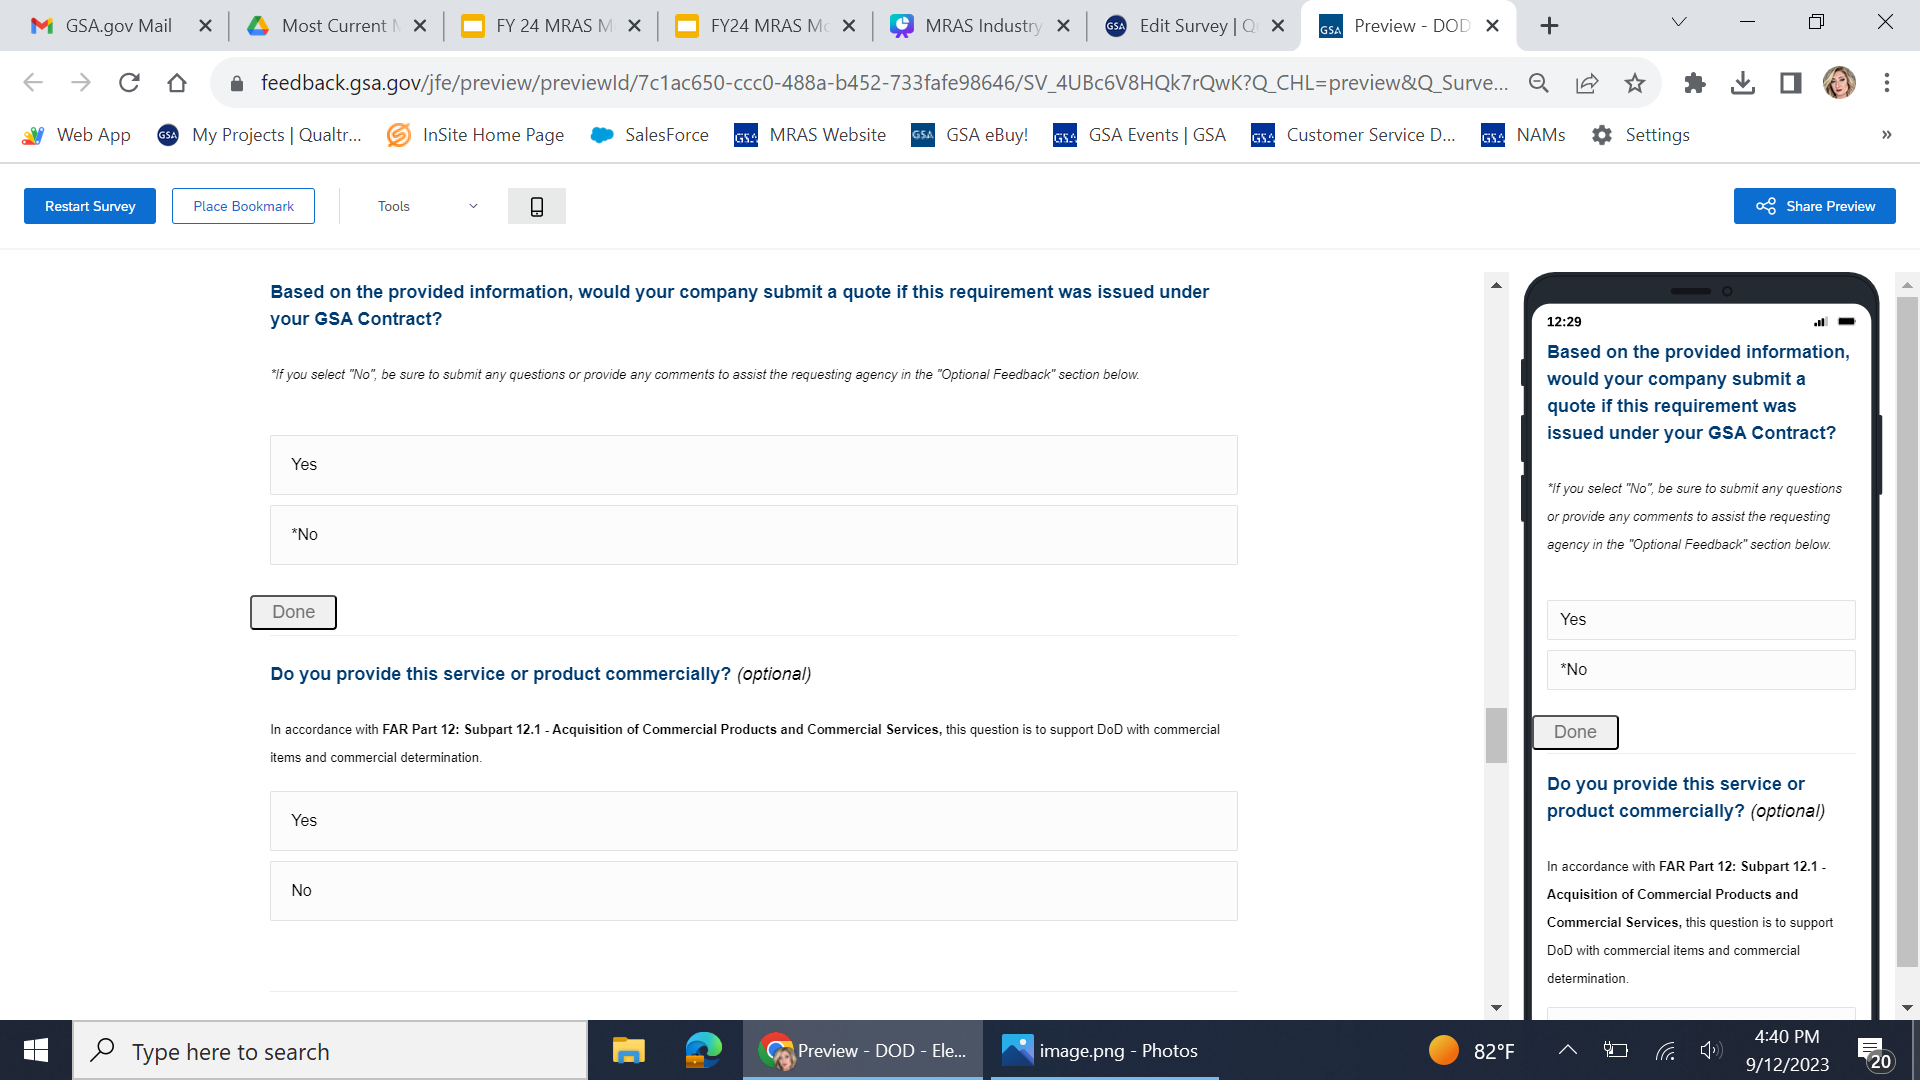 GSA.gov Mail
Most Current
FY 24 MRAS M
FY24 MRAS Mo
MRAS Industry
Edit Survey | Q
Preview - DOD
feedback.gsa.gov/jfe/preview/previewId/7c1ac650-ccc0-488a-b452-733fafe98646/SV_4UBc6V8HQk7rQwK?Q_CHL=preview&Q_Surve...
Web App
My Projects | Qualtr...
InSite Home Page
SalesForce
MRAS Website
GSA eBuy!
GSA Events | GSA
Customer Service D...
NAMs
Settings
»
Restart Survey
Place Bookmark
Tools
Share Preview
Based on the provided information, would your company submit a quote if this requirement was issued under
your GSA Contract?
*If you select "No", be sure to submit any questions or provide any comments to assist the requesting agency in the "Optional Feedback" section below.
Yes
*No
Done
Do you provide this service or product commercially? (optional)
In accordance with FAR Part 12: Subpart 12.1 - Acquisition of Commercial Products and Commercial Services, this question is to support DoD with commercial
items and commercial determination.
Yes
No
12:29
Based on the provided information,
would your company submit a
quote if this requirement was
issued under your GSA Contract?
*If you select "No", be sure to submit any questions
or provide any comments to assist the requesting
agency in the "Optional Feedback" section below.
Yes
*No
Done
Do you provide this service or
product commercially? (optional)
In accordance with FAR Part 12: Subpart 12.1 -
Acquisition of Commercial Products and
Commercial Services, this question is to support
DoD with commercial items and commercial
determination.
Type here to search
Preview - DOD - Ele...
image.png - Photos
82°F
4:40 PM
9/12/2023
20